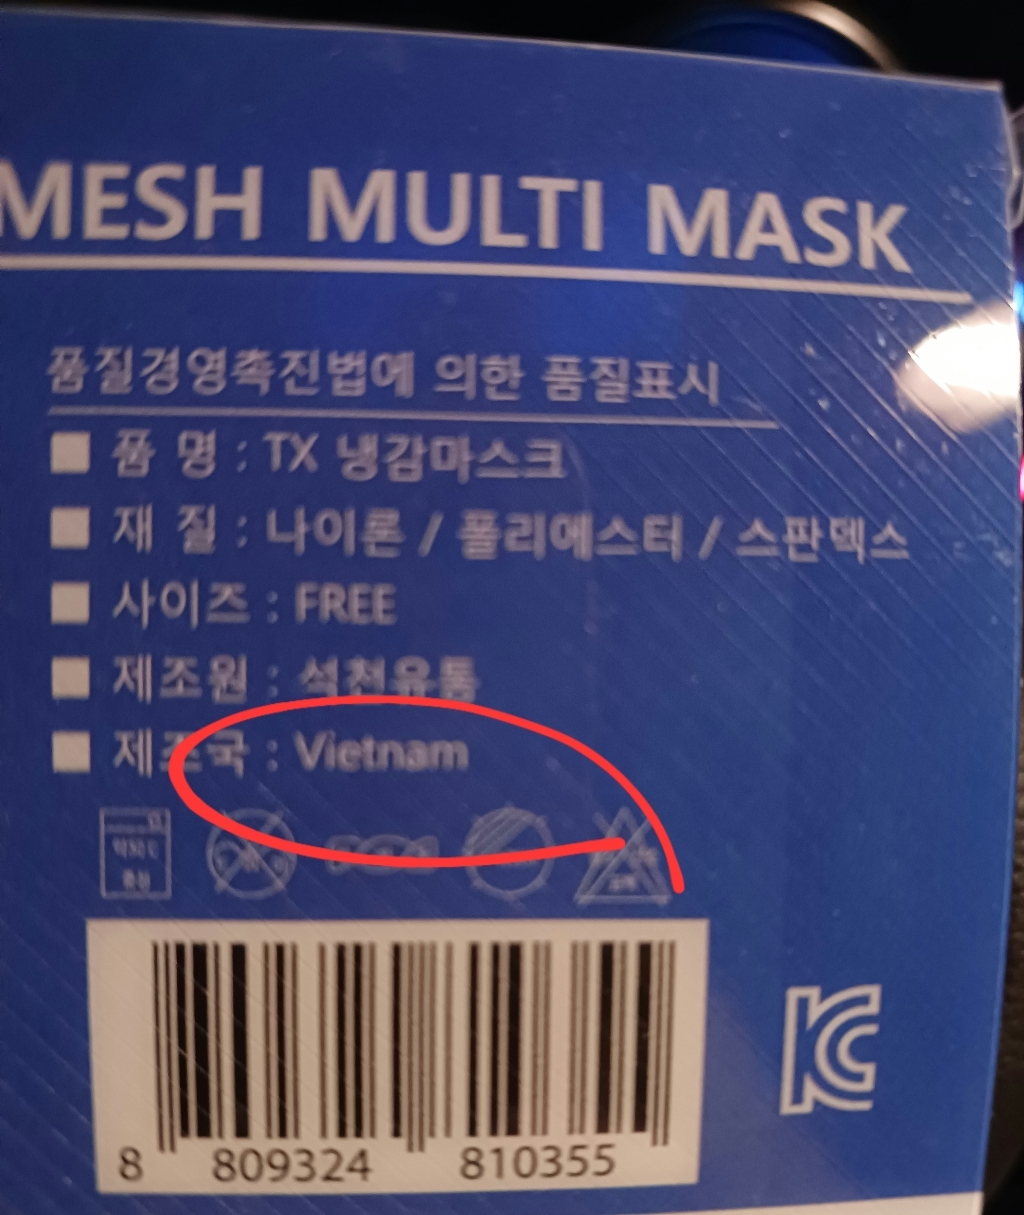 MESH MULTI MASK
품질경영촉진법에 의한 품질표시
■ 품 명 : TX 냉감마스크
■ 재 질 : 나이론 / 폴리에스터 / 스판덱스
■ 사이즈 : FREE
■ 제조원 : 석천유통
■ 제조국 : Vietnam
8 809324 810355